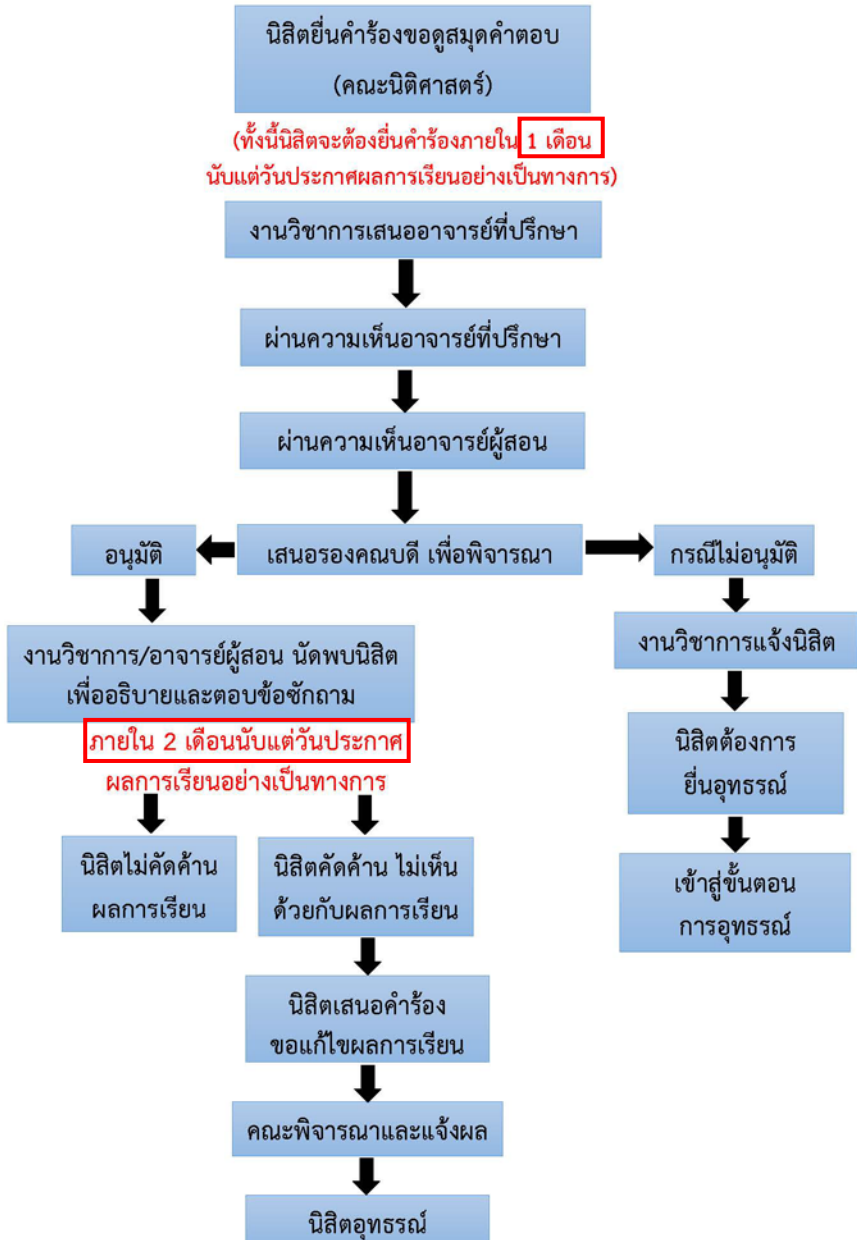 นิสิตยื่นคำร้องขอดูสมุดคำตอบ
(คณะนิติศาสตร์)
(ทั้งนี้นิสิตจะต้องยื่นคำร้องภายใน 1 เดือน
นับแต่วันประกาศผลการเรียนอย่างเป็นทางการ)
งานวิชาการเสนออาจารย์ที่ปรึกษา
ผ่านความเห็นอาจารย์ที่ปรึกษา
ผ่านความเห็นอาจารย์ผู้สอน
เสนอรองคณบดี เพื่อพิจารณา
อนุมัติ
งานวิชาการ/อาจารย์ผู้สอน นัดพบนิสิต
เพื่ออธิบายและตอบข้อซักถาม
ภายใน 2 เดือนนับแต่วันประกาศ
ผลการเรียนอย่างเป็นทางการ
นิสิตไม่คัดค้าน
ผลการเรียน
นิสิตคัดค้าน ไม่เห็น
ด้วยกับผลการเรียน
นิสิตเสนอคำร้อง
ขอแก้ไขผลการเรียน
คณะพิจารณาและแจ้งผล
นิสิตอุทธรณ์
กรณีไม่อนุมัติ
งานวิชาการแจ้งนิสิต
นิสิตต้องการ
ยื่นอุทธรณ์
เข้าสู่ขั้นตอน
การอุทธรณ์